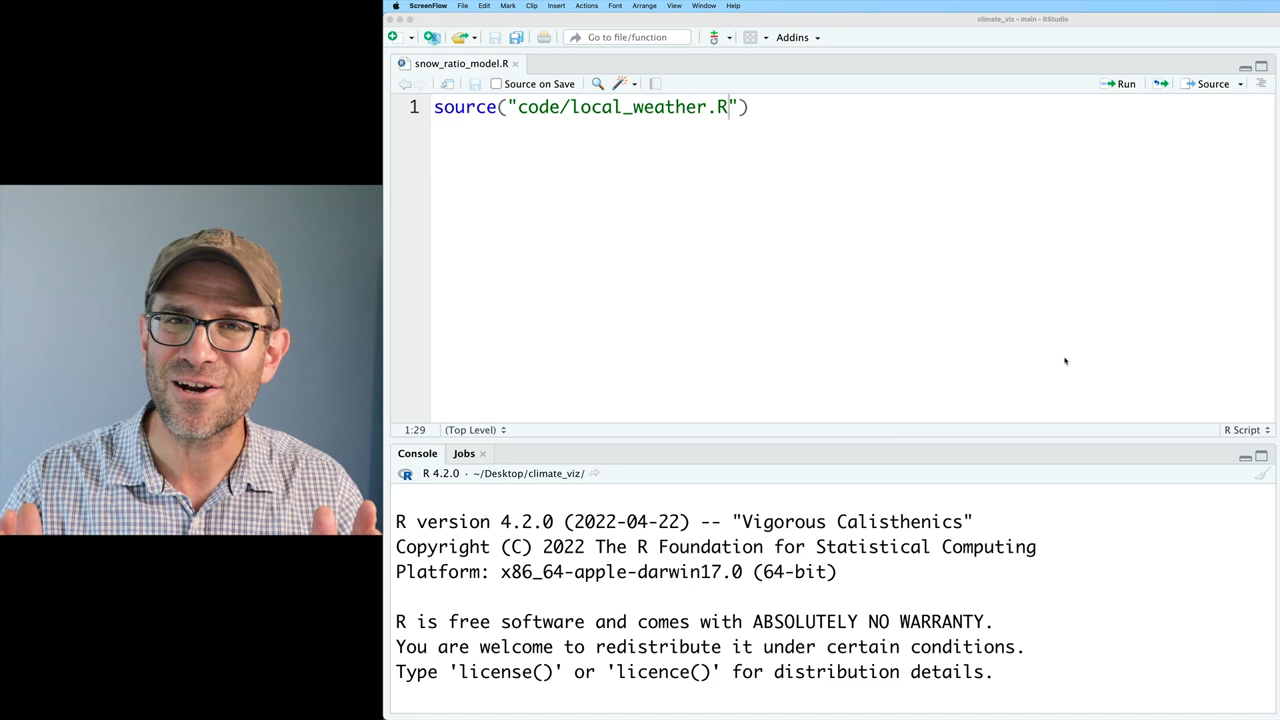 ScreenFlow File Edit Mark Clip Insert Actions Font Arrange View Window Help
climate_viz - main - RStudio
Go to file/function Addins
snow_ratio_model.R
Source on Save Run Source
1 source("code/local_weather.R")
1:29 (Top Level) R Script
Console Jobs
R 4.2.0 · ~/Desktop/climate_viz/
R version 4.2.0 (2022-04-22) -- "Vigorous Calisthenics"
Copyright (C) 2022 The R Foundation for Statistical Computing
Platform: x86_64-apple-darwin17.0 (64-bit)
R is free software and comes with ABSOLUTELY NO WARRANTY.
You are welcome to redistribute it under certain conditions.
Type 'license()' or 'licence()' for distribution details.